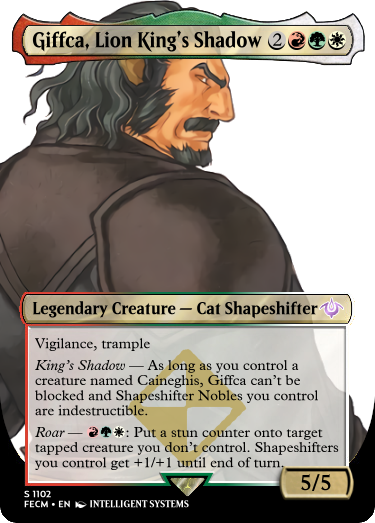 Giffca, Lion King's Shadow 2
Legendary Creature — Cat Shapeshifter
Vigilance, trample
King's Shadow — As long as you control a
creature named Caineghis, Giffca can't be
blocked and Shapeshifter Nobles you control
are indestructible.
Roar — : Put a stun counter onto target
tapped creature you don't control. Shapeshifters
you control get +1/+1 until end of turn.
5/5
S 1102
FECM • EN INTELLIGENT SYSTEMS